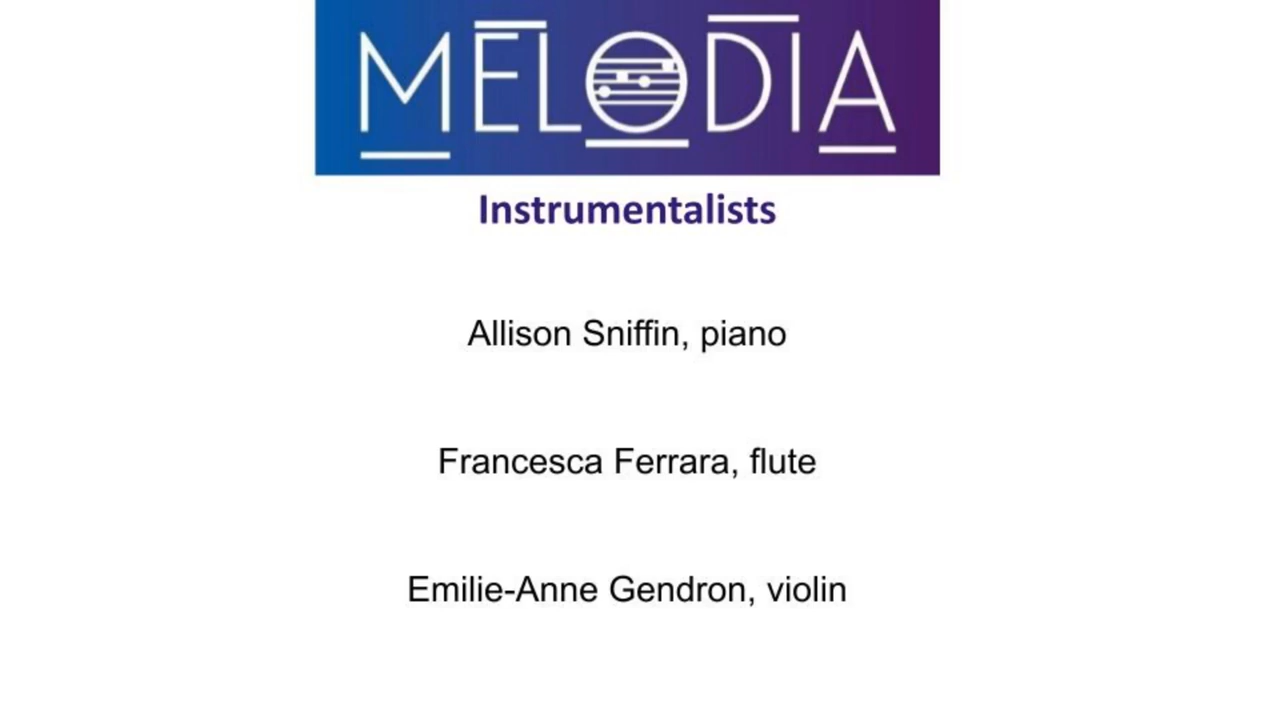 MELODIA
Instrumentalists
Allison Sniffin, piano
Francesca Ferrara, flute
Emilie-Anne Gendron, violin